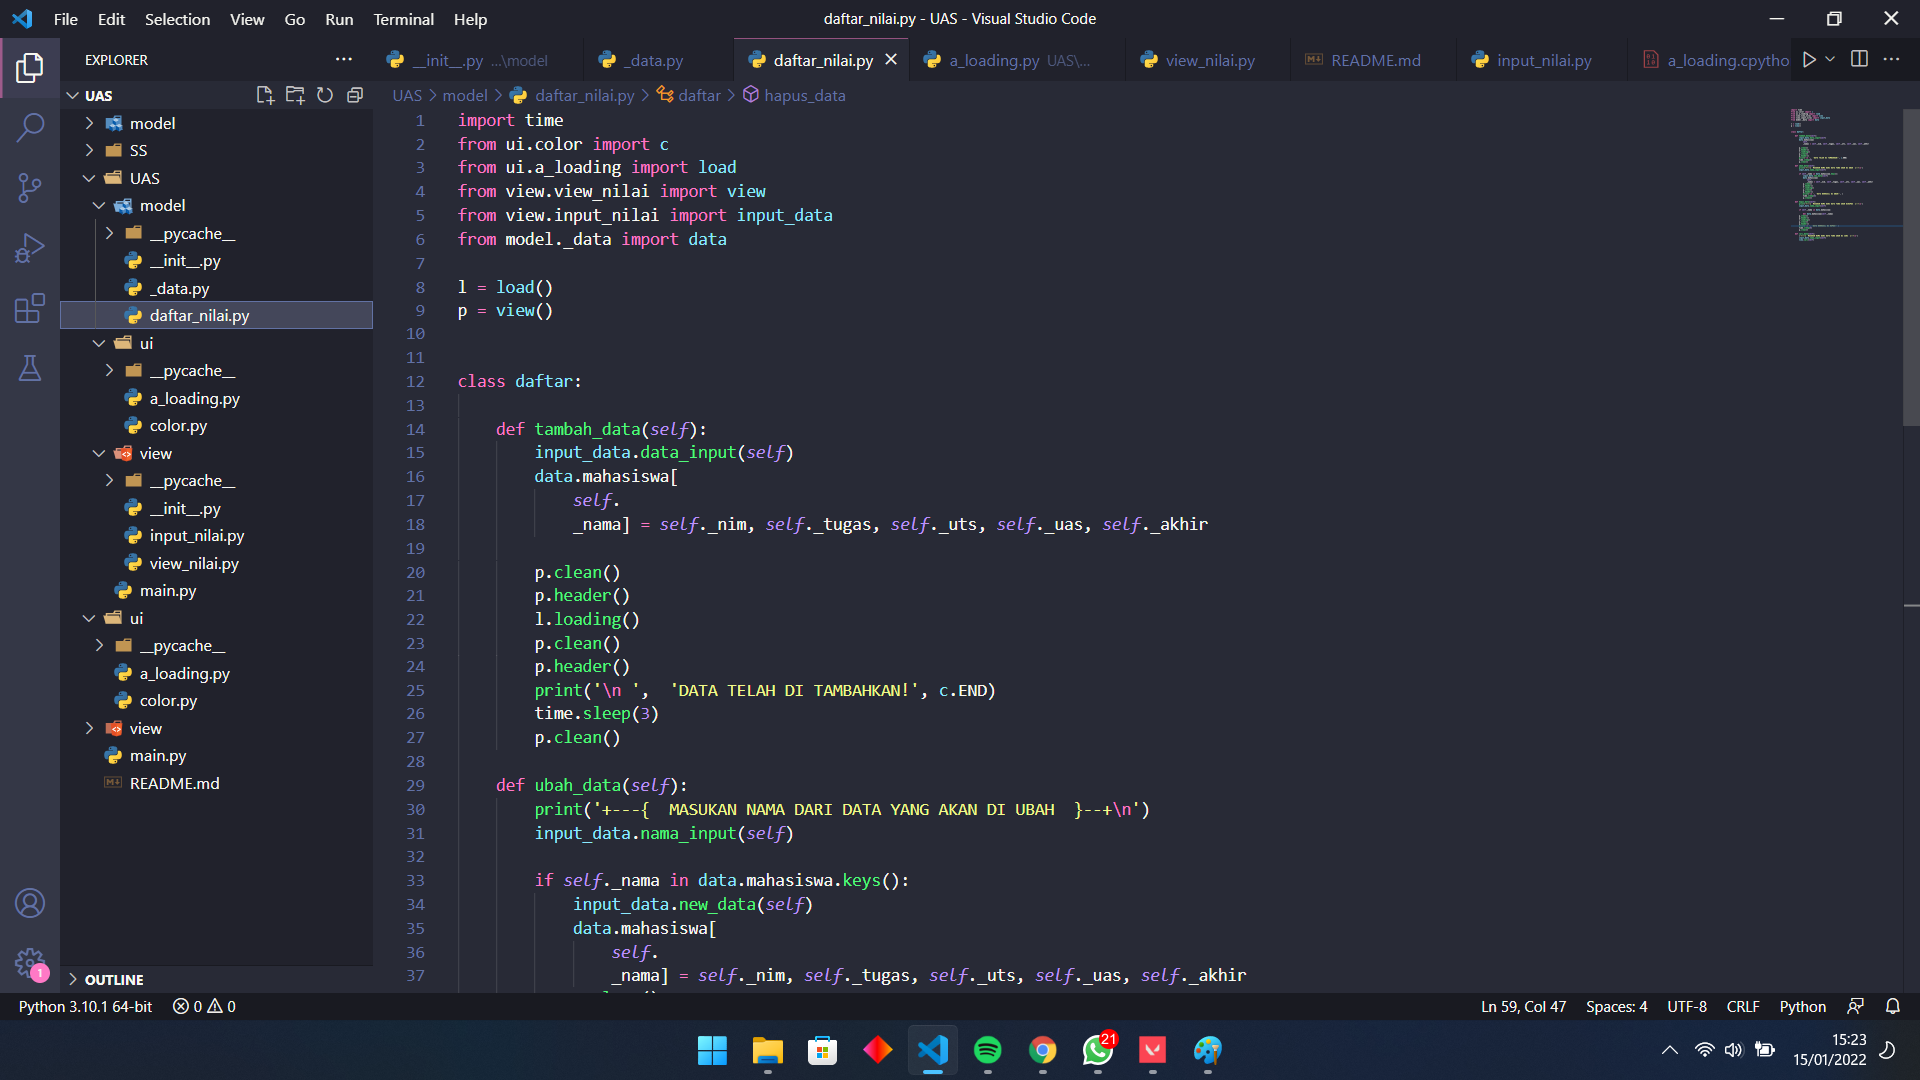 File Edit Selection View Go Run Terminal Help
daftar_nilai.py - UAS - Visual Studio Code
EXPLORER
__init__.py ...\model
_data.py
daftar_nilai.py
a_loading.py UAS\...
view_nilai.py
README.md
input_nilai.py
a_loading.cpytho
UAS
UAS > model > daftar_nilai.py > daftar > hapus_data
model
SS
UAS
model
__pycache__
__init__.py
_data.py
daftar_nilai.py
ui
__pycache__
a_loading.py
color.py
view
__pycache__
__init__.py
input_nilai.py
view_nilai.py
main.py
ui
__pycache__
a_loading.py
color.py
view
main.py
README.md
OUTLINE
1 import time
2 from ui.color import c
3 from ui.a_loading import load
4 from view.view_nilai import view
5 from view.input_nilai import input_data
6 from model._data import data
7
8 l = load()
9 p = view()
10
11
12 class daftar:
13
14 def tambah_data(self):
15 input_data.data_input(self)
16 data.mahasiswa[
17 self.
18 _nama] = self._nim, self._tugas, self._uts, self._uas, self._akhir
19
20 p.clean()
21 p.header()
22 l.loading()
23 p.clean()
24 p.header()
25 print('\n ',  'DATA TELAH DI TAMBAHKAN!', c.END)
26 time.sleep(3)
27 p.clean()
28
29 def ubah_data(self):
30 print('+---{  MASUKAN NAMA DARI DATA YANG AKAN DI UBAH  }--+\n')
31 input_data.nama_input(self)
32
33 if self._nama in data.mahasiswa.keys():
34 input_data.new_data(self)
35 data.mahasiswa[
36 self.
37 _nama] = self._nim, self._tugas, self._uts, self._uas, self._akhir
1
Python 3.10.1 64-bit 0 0
Ln 59, Col 47 Spaces: 4 UTF-8 CRLF Python
21
15:23
15/01/2022